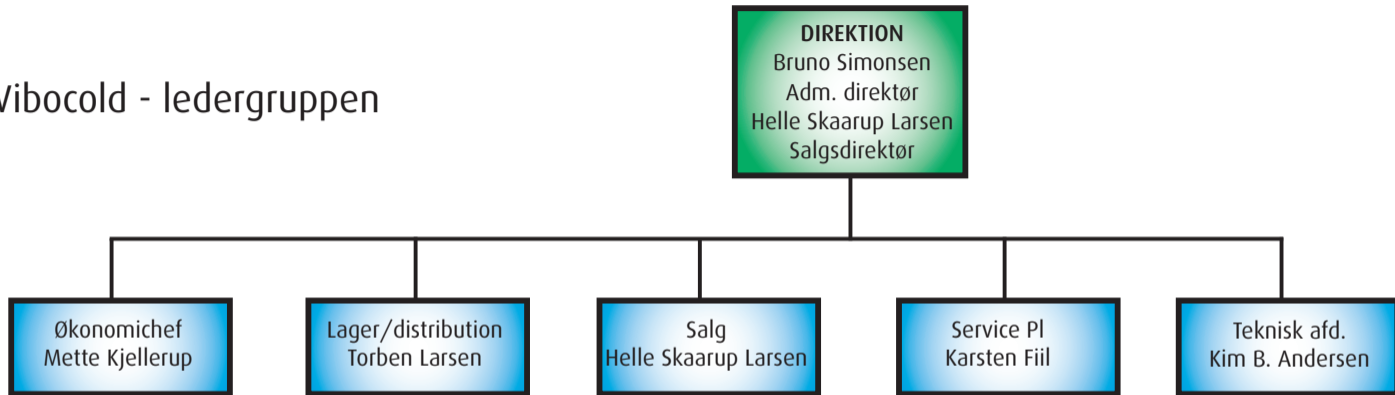 Vibocold - ledergruppen
DIREKTION
Bruno Simonsen
Adm. direktør
Helle Skaarup Larsen
Salgsdirektør
Økonomichef
Mette Kjellerup
Lager/distribution
Torben Larsen
Salg
Helle Skaarup Larsen
Service Pl
Karsten Fiil
Teknisk afd.
Kim B. Andersen